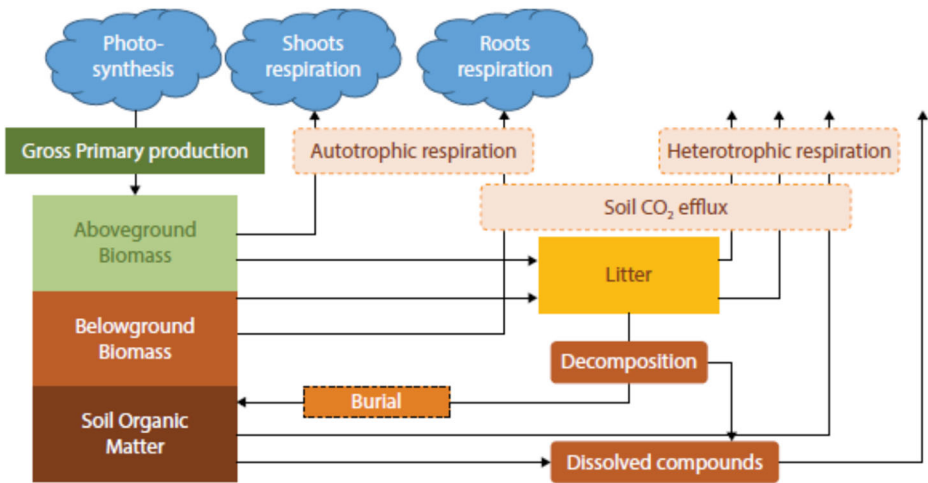 Photo-
synthesis
Shoots
respiration
Roots
respiration
Gross Primary production
Autotrophic respiration
Heterotrophic respiration
Soil CO₂ efflux
Aboveground
Biomass
Litter
Belowground
Biomass
Decomposition
Burial
Soil Organic
Matter
Dissolved compounds